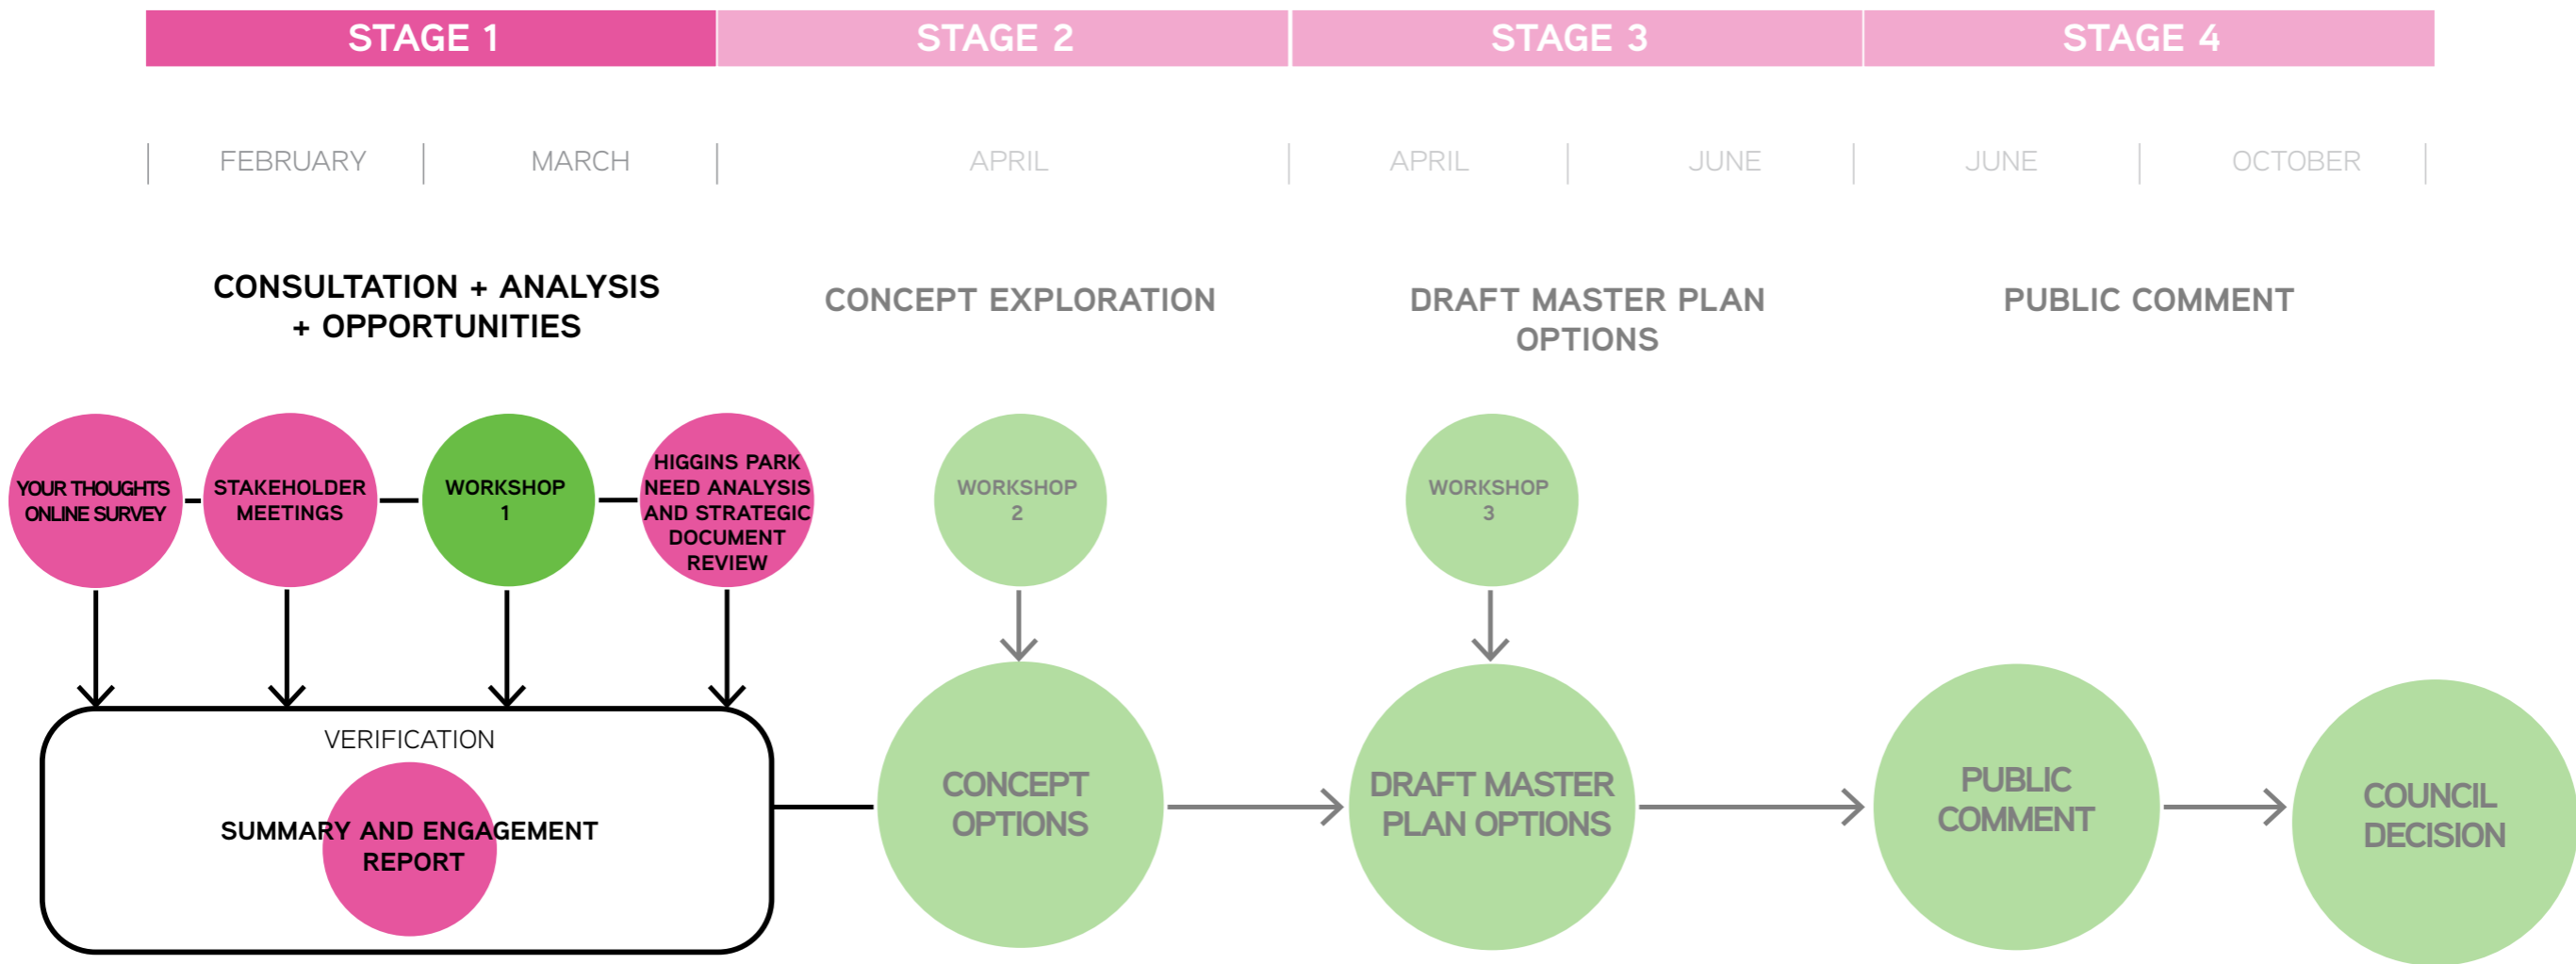 STAGE 1
STAGE 2
STAGE 3
STAGE 4
FEBRUARY
MARCH
APRIL
APRIL
JUNE
JUNE
OCTOBER
CONSULTATION + ANALYSIS
+ OPPORTUNITIES
CONCEPT EXPLORATION
DRAFT MASTER PLAN
OPTIONS
PUBLIC COMMENT
YOUR THOUGHTS
ONLINE SURVEY
STAKEHOLDER
MEETINGS
WORKSHOP
1
HIGGINS PARK
NEED ANALYSIS
AND STRATEGIC
DOCUMENT
REVIEW
WORKSHOP
2
WORKSHOP
3
VERIFICATION
SUMMARY AND ENGAGEMENT
REPORT
CONCEPT
OPTIONS
DRAFT MASTER
PLAN OPTIONS
PUBLIC
COMMENT
COUNCIL
DECISION